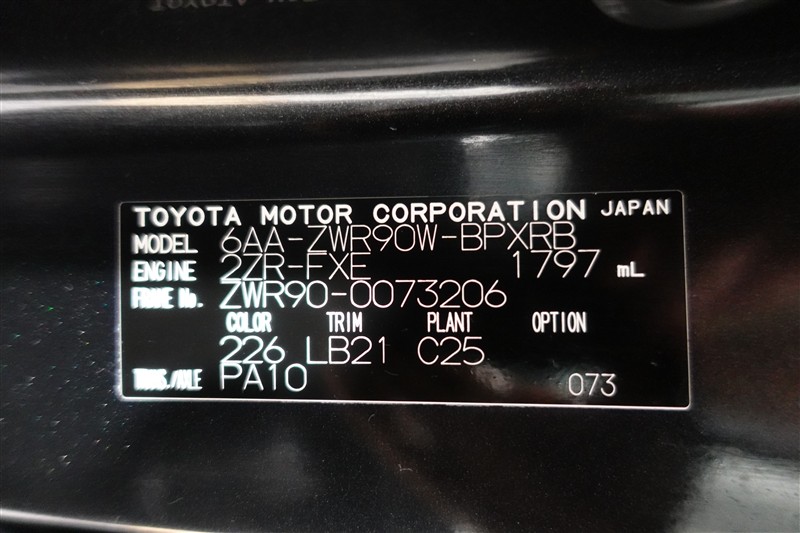 TOYOTA MOTOR CORPORATION JAPAN
MODEL 6AA-ZWR90W-BPXRB
ENGINE 2ZR-FXE 1797 mL
FRAME No. ZWR90-0073206
COLOR TRIM PLANT OPTION
226 LB21 C25
TRANS./AXLE PA10 073